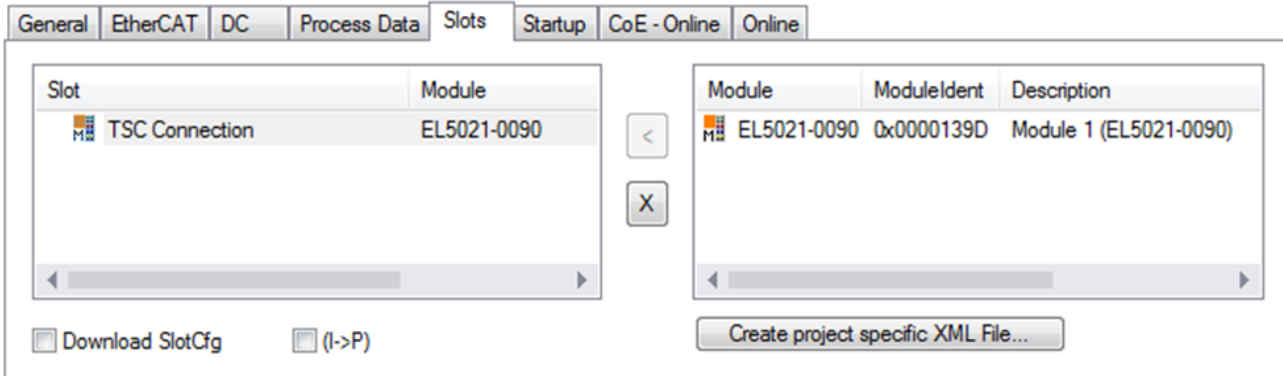 General EtherCAT DC Process Data Slots Startup CoE - Online Online
Slot Module
TSC Connection EL5021-0090
<
X
Module ModuleIdent Description
EL5021-0090 0x0000139D Module 1 (EL5021-0090)
Download SlotCfg (I->P)
Create project specific XML File...